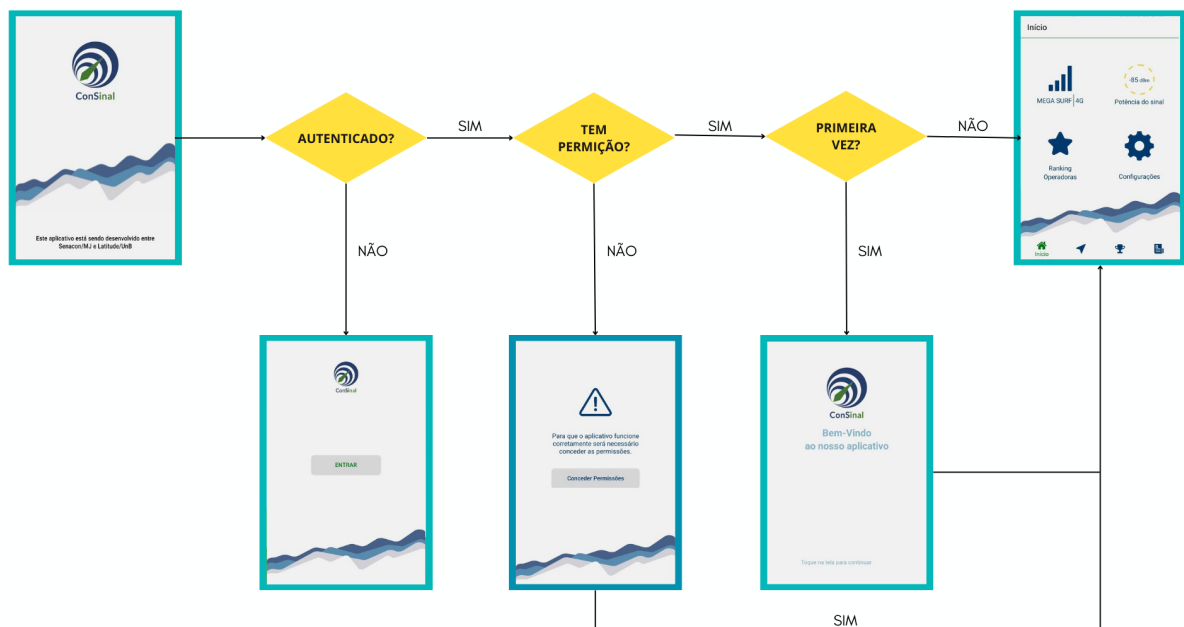 ConSinal
Este aplicativo está sendo desenvolvido entre
Senacon/MJ e Latitude/UnB
AUTENTICADO?
SIM
TEM
PERMIÇÃO?
SIM
PRIMEIRA
VEZ?
NÃO
Início
MEGA SURF | 4G
-85 dBm
Potência do sinal
Ranking
Operadoras
Configurações
Início
NÃO
NÃO
SIM
ConSinal
ENTRAR
Para que o aplicativo funcione
corretamente será necessário
conceder as permissões.
Conceder Permissões
ConSinal
Bem-Vindo
ao nosso aplicativo
Toque na tela para continuar
SIM